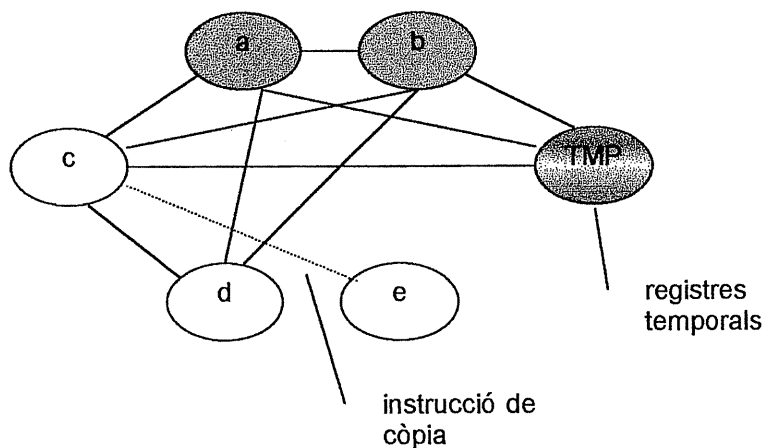 a
b
c
TMP
d
e
registres
temporals
instrucció de
còpia